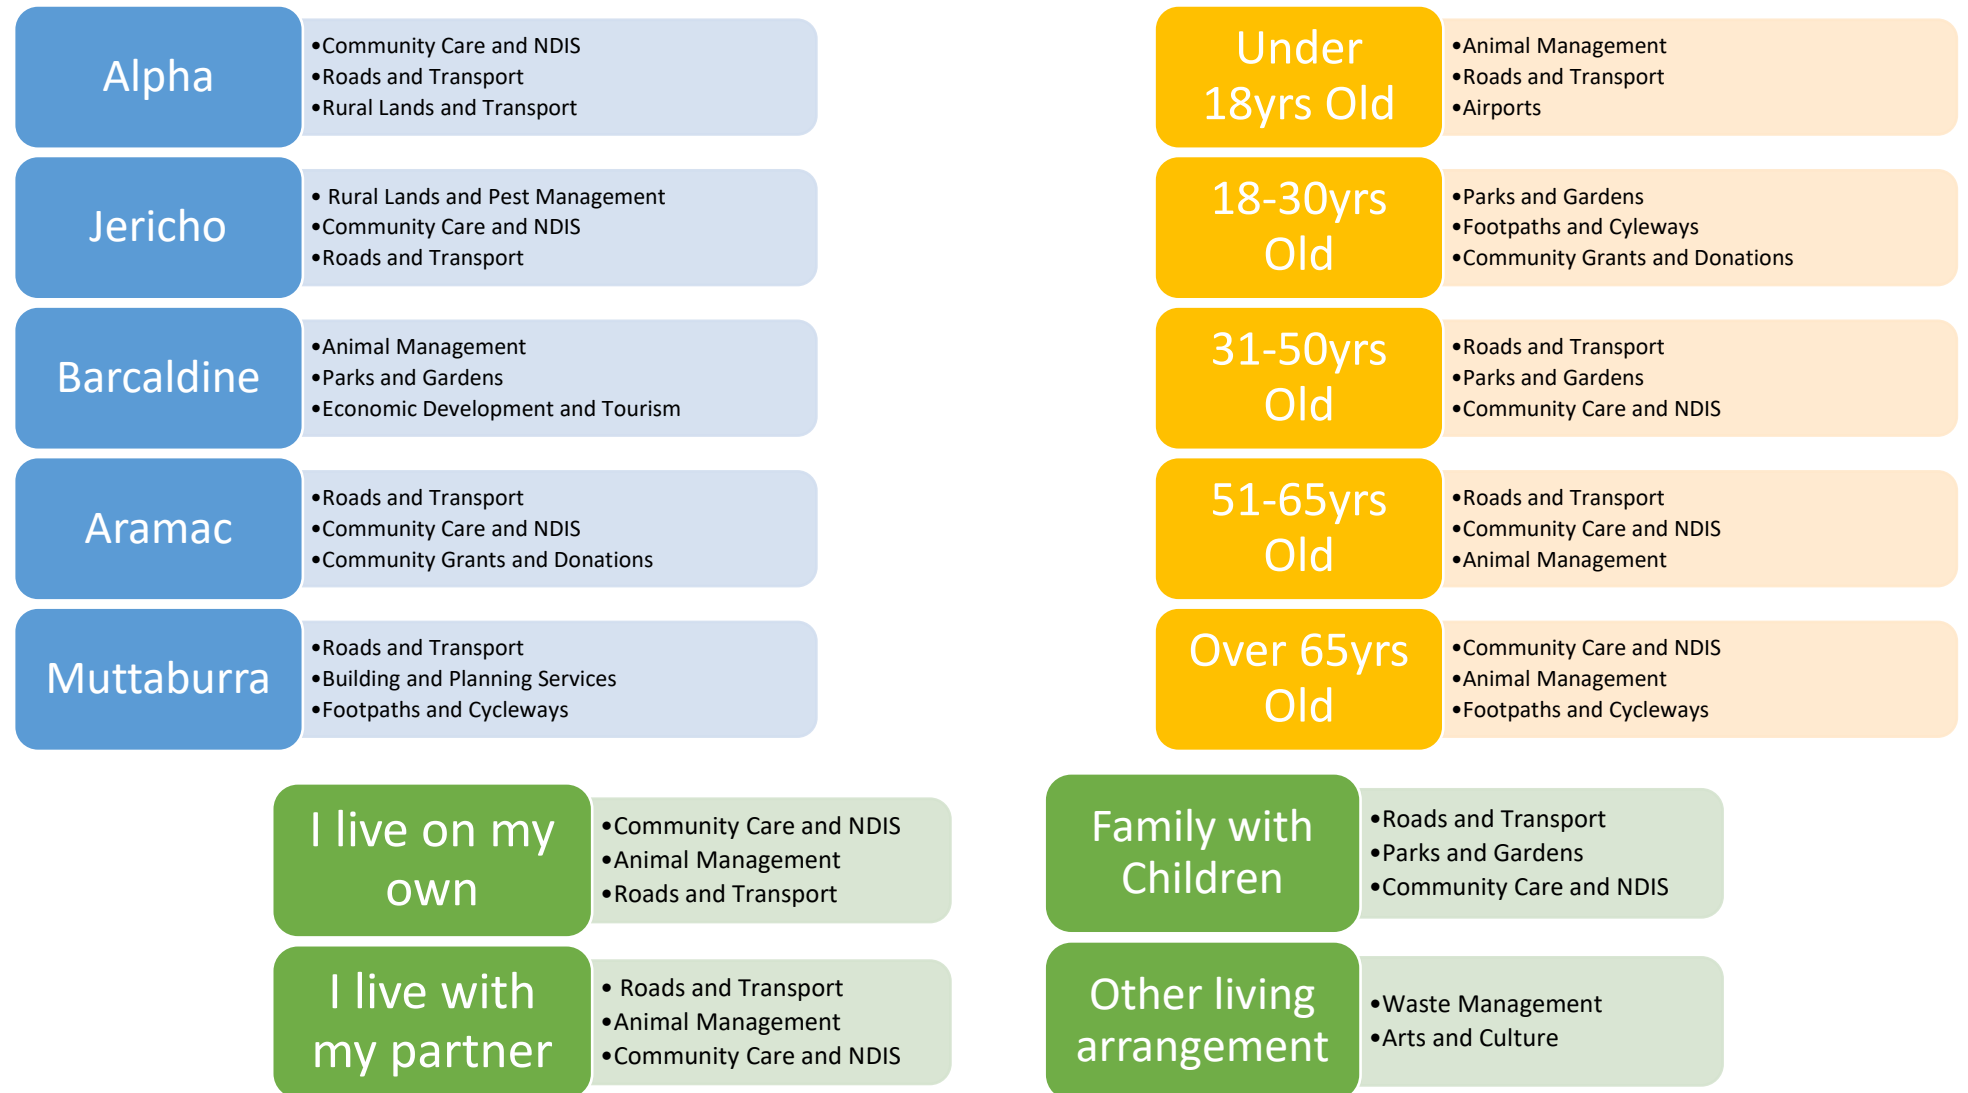 Alpha
•Community Care and NDIS
•Roads and Transport
•Rural Lands and Transport
Jericho
• Rural Lands and Pest Management
•Community Care and NDIS
•Roads and Transport
Barcaldine
•Animal Management
•Parks and Gardens
•Economic Development and Tourism
Aramac
•Roads and Transport
•Community Care and NDIS
•Community Grants and Donations
Muttaburra
•Roads and Transport
•Building and Planning Services
•Footpaths and Cycleways
Under
18yrs Old
•Animal Management
•Roads and Transport
•Airports
18-30yrs
Old
•Parks and Gardens
•Footpaths and Cyleways
•Community Grants and Donations
31-50yrs
Old
•Roads and Transport
•Parks and Gardens
•Community Care and NDIS
51-65yrs
Old
•Roads and Transport
•Community Care and NDIS
•Animal Management
Over 65yrs
Old
•Community Care and NDIS
•Animal Management
•Footpaths and Cycleways
I live on my
own
•Community Care and NDIS
•Animal Management
•Roads and Transport
I live with
my partner
• Roads and Transport
•Animal Management
•Community Care and NDIS
Family with
Children
•Roads and Transport
•Parks and Gardens
•Community Care and NDIS
Other living
arrangement
•Waste Management
•Arts and Culture